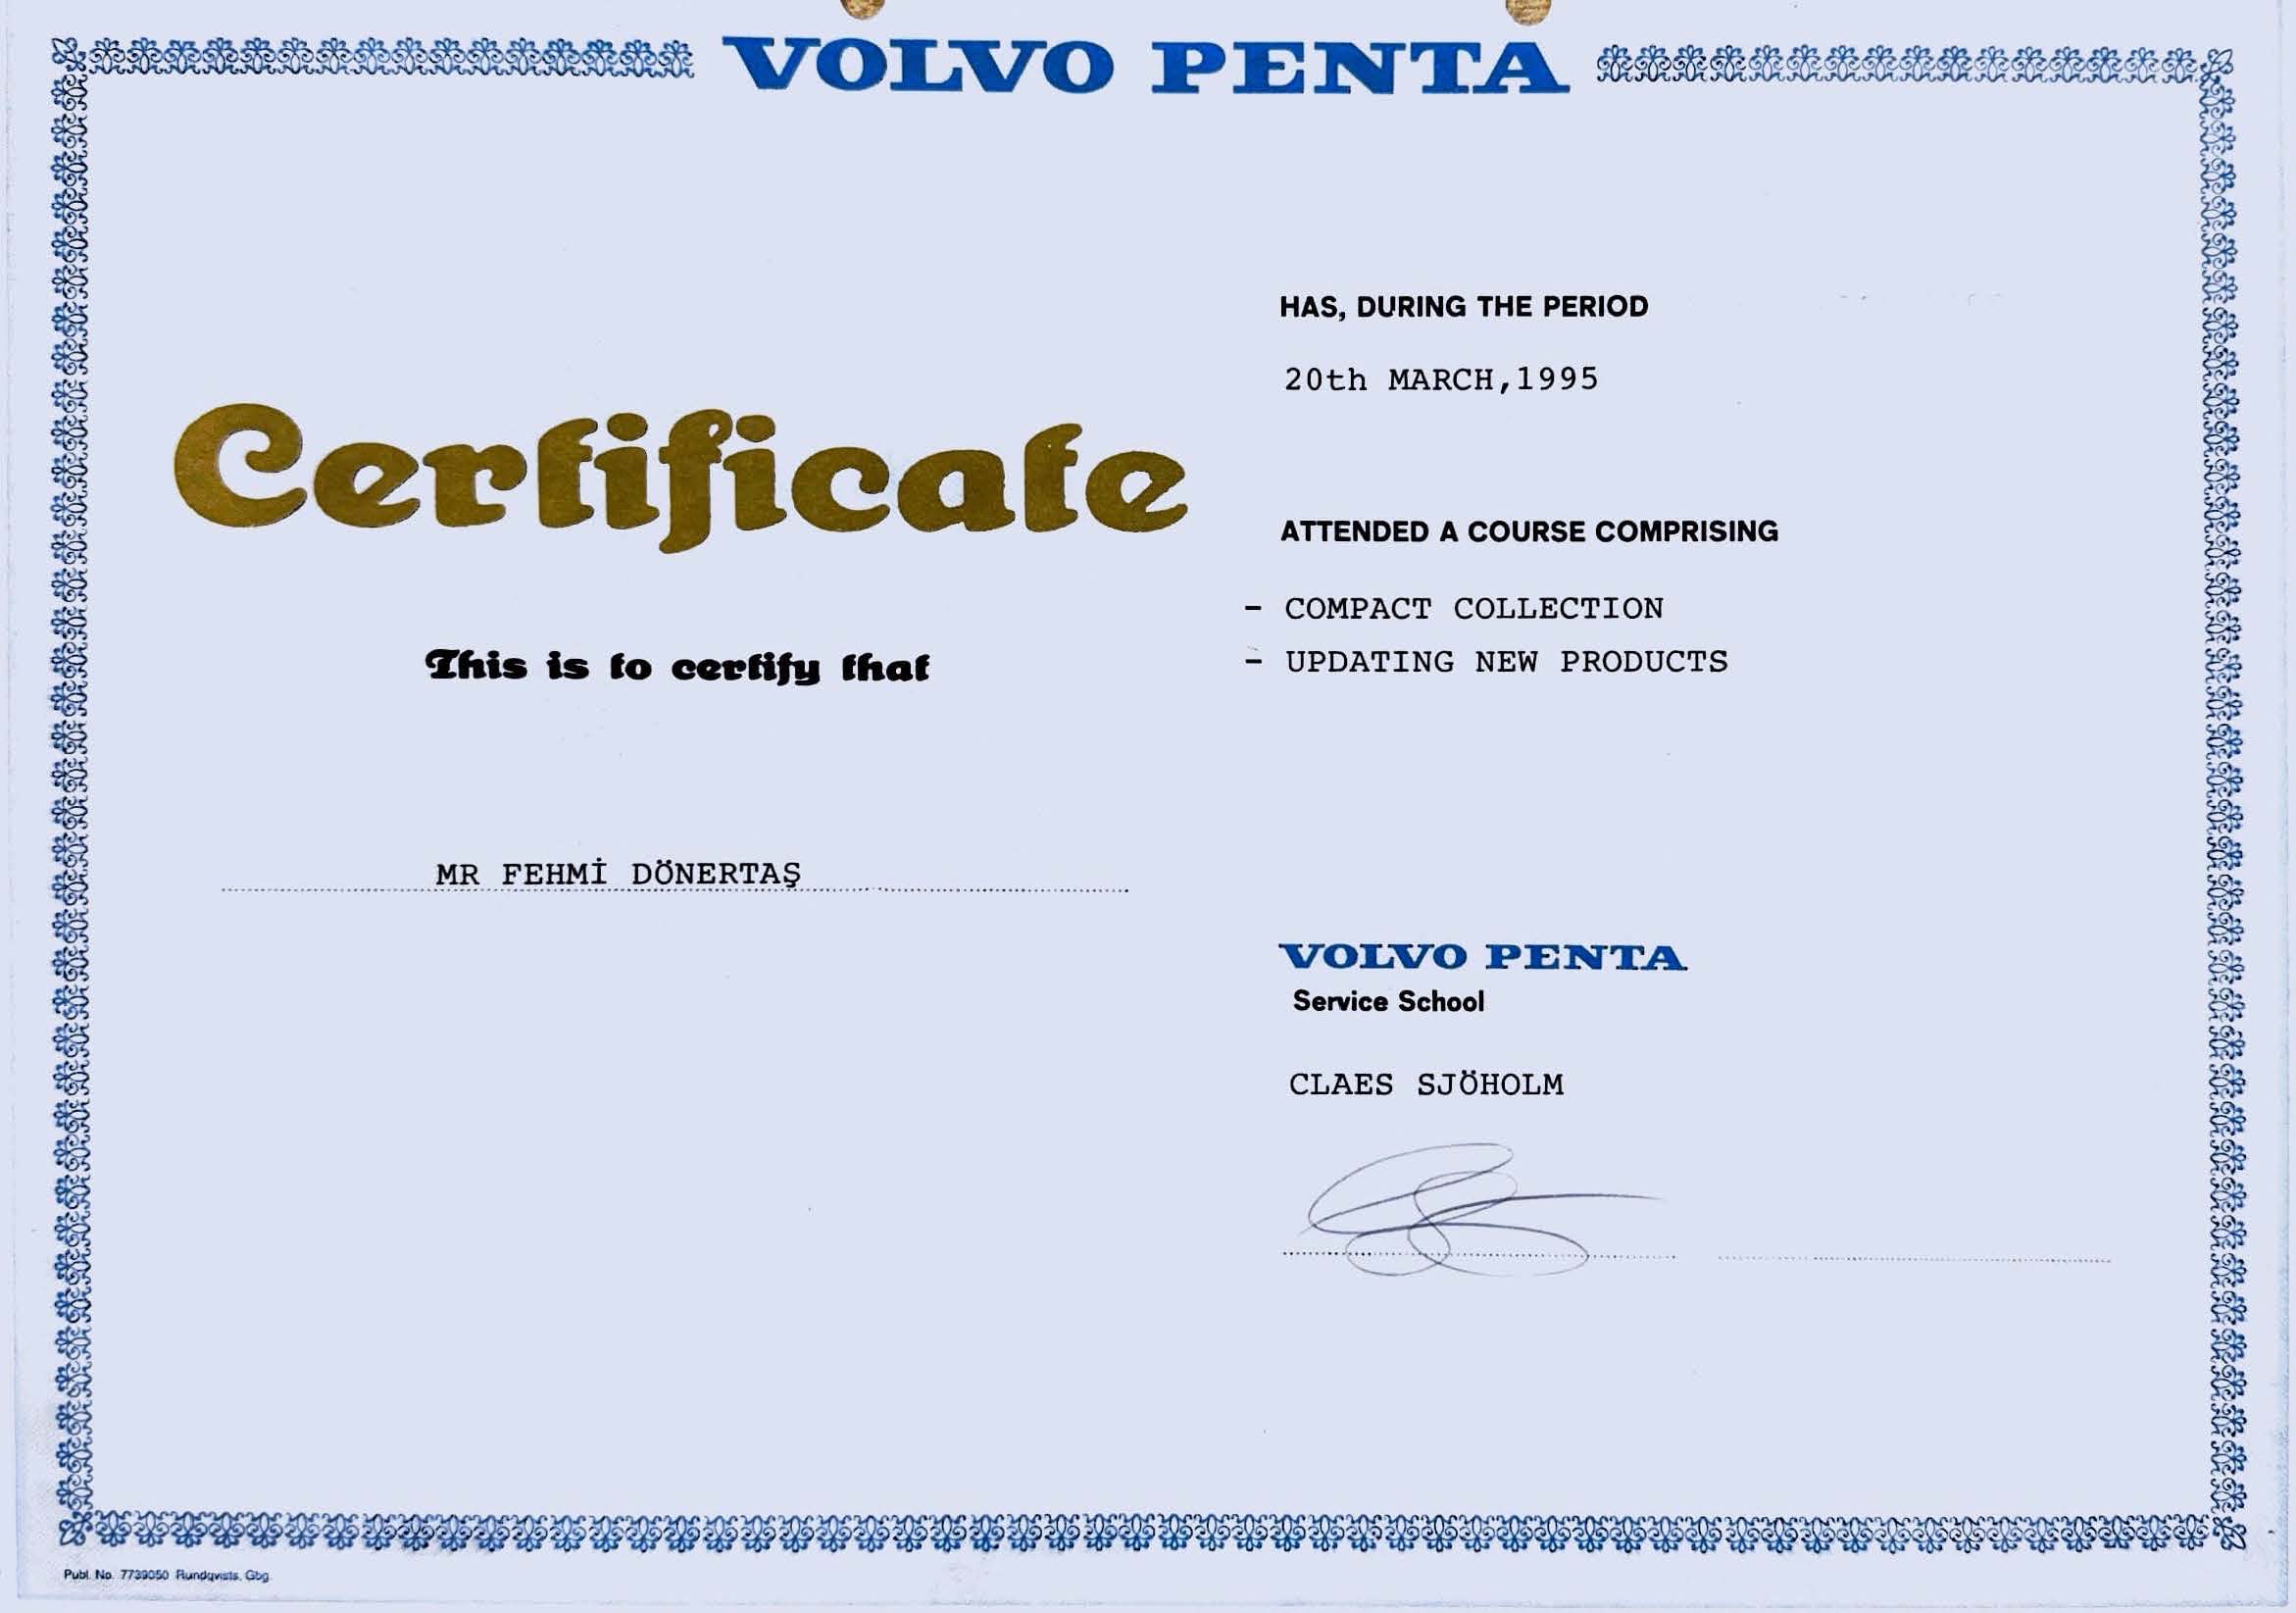 VOLVO PENTA
Certificate
This is to certify that
MR FEHMİ DÖNERTAŞ
HAS, DURING THE PERIOD
20th MARCH,1995
ATTENDED A COURSE COMPRISING
- COMPACT COLLECTION
- UPDATING NEW PRODUCTS
VOLVO PENTA
Service School
CLAES SJÖHOLM
Publ. No. 7739050 Rundqvists, Gbg.